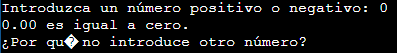 Introduzca un número positivo o negativo: 0
0.00 es igual a cero.
¿Por qu� no introduce otro número?